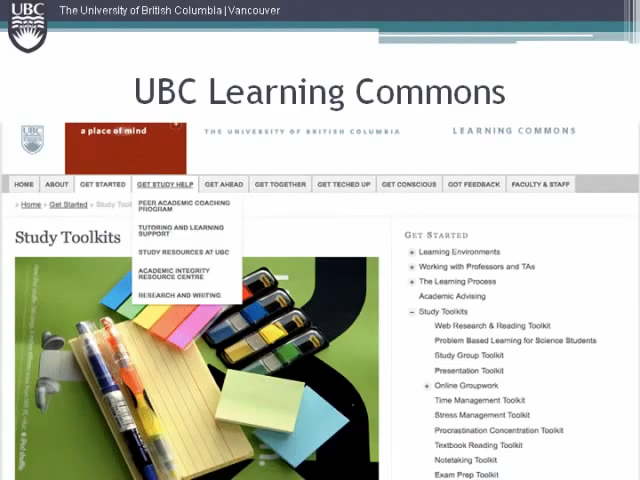 UBC
The University of British Columbia | Vancouver
UBC Learning Commons
UBC
a place of mind
THE UNIVERSITY OF BRITISH COLUMBIA
LEARNING COMMONS
HOME ABOUT GET STARTED GET STUDY HELP GET AHEAD GET TOGETHER GET TECHED UP GET CONSCIOUS GOT FEEDBACK FACULTY & STAFF
» Home » Get Started » Study Tool
PEER ACADEMIC COACHING
PROGRAM
TUTORING AND LEARNING
SUPPORT
STUDY RESOURCES AT UBC
ACADEMIC INTEGRITY
RESOURCE CENTRE
RESEARCH AND WRITING
Study Toolkits
GET STARTED
Learning Environments
Working with Professors and TAs
The Learning Process
Academic Advising
Study Toolkits
Web Research & Reading Toolkit
Problem Based Learning for Science Students
Study Group Toolkit
Presentation Toolkit
Online Groupwork
Time Management Toolkit
Stress Management Toolkit
Procrastination Concentration Toolkit
Textbook Reading Toolkit
Notetaking Toolkit
Exam Prep Toolkit